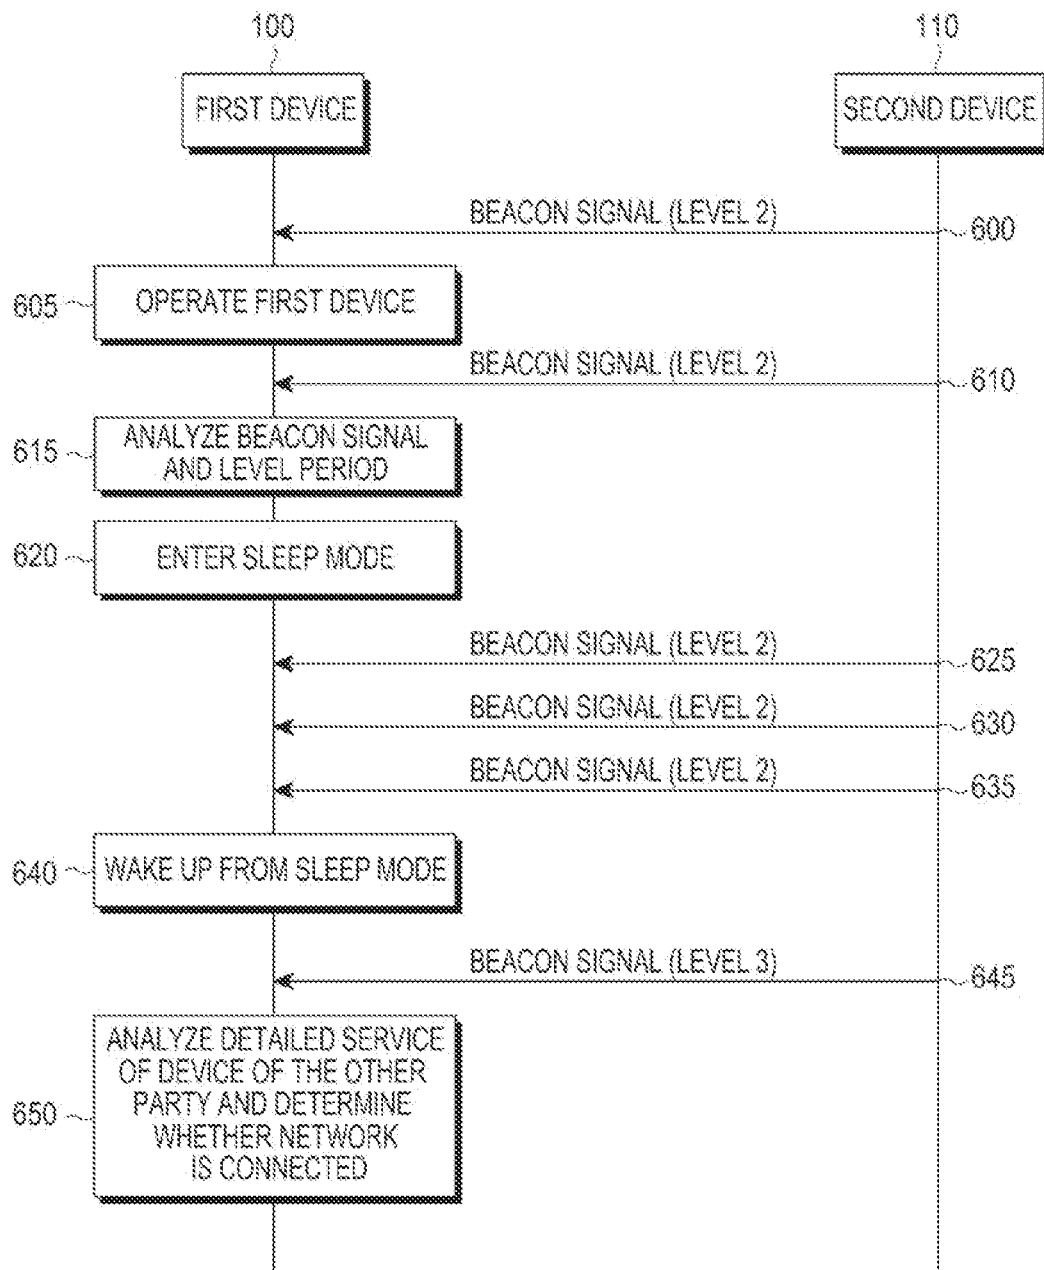 100
110
FIRST DEVICE
SECOND DEVICE
BEACON SIGNAL (LEVEL 2)
600
605
OPERATE FIRST DEVICE
BEACON SIGNAL (LEVEL 2)
610
615
ANALYZE BEACON SIGNAL
AND LEVEL PERIOD
620
ENTER SLEEP MODE
BEACON SIGNAL (LEVEL 2)
625
BEACON SIGNAL (LEVEL 2)
630
BEACON SIGNAL (LEVEL 2)
635
640
WAKE UP FROM SLEEP MODE
BEACON SIGNAL (LEVEL 3)
645
650
ANALYZE DETAILED SERVICE
OF DEVICE OF THE OTHER
PARTY AND DETERMINE
WHETHER NETWORK
IS CONNECTED